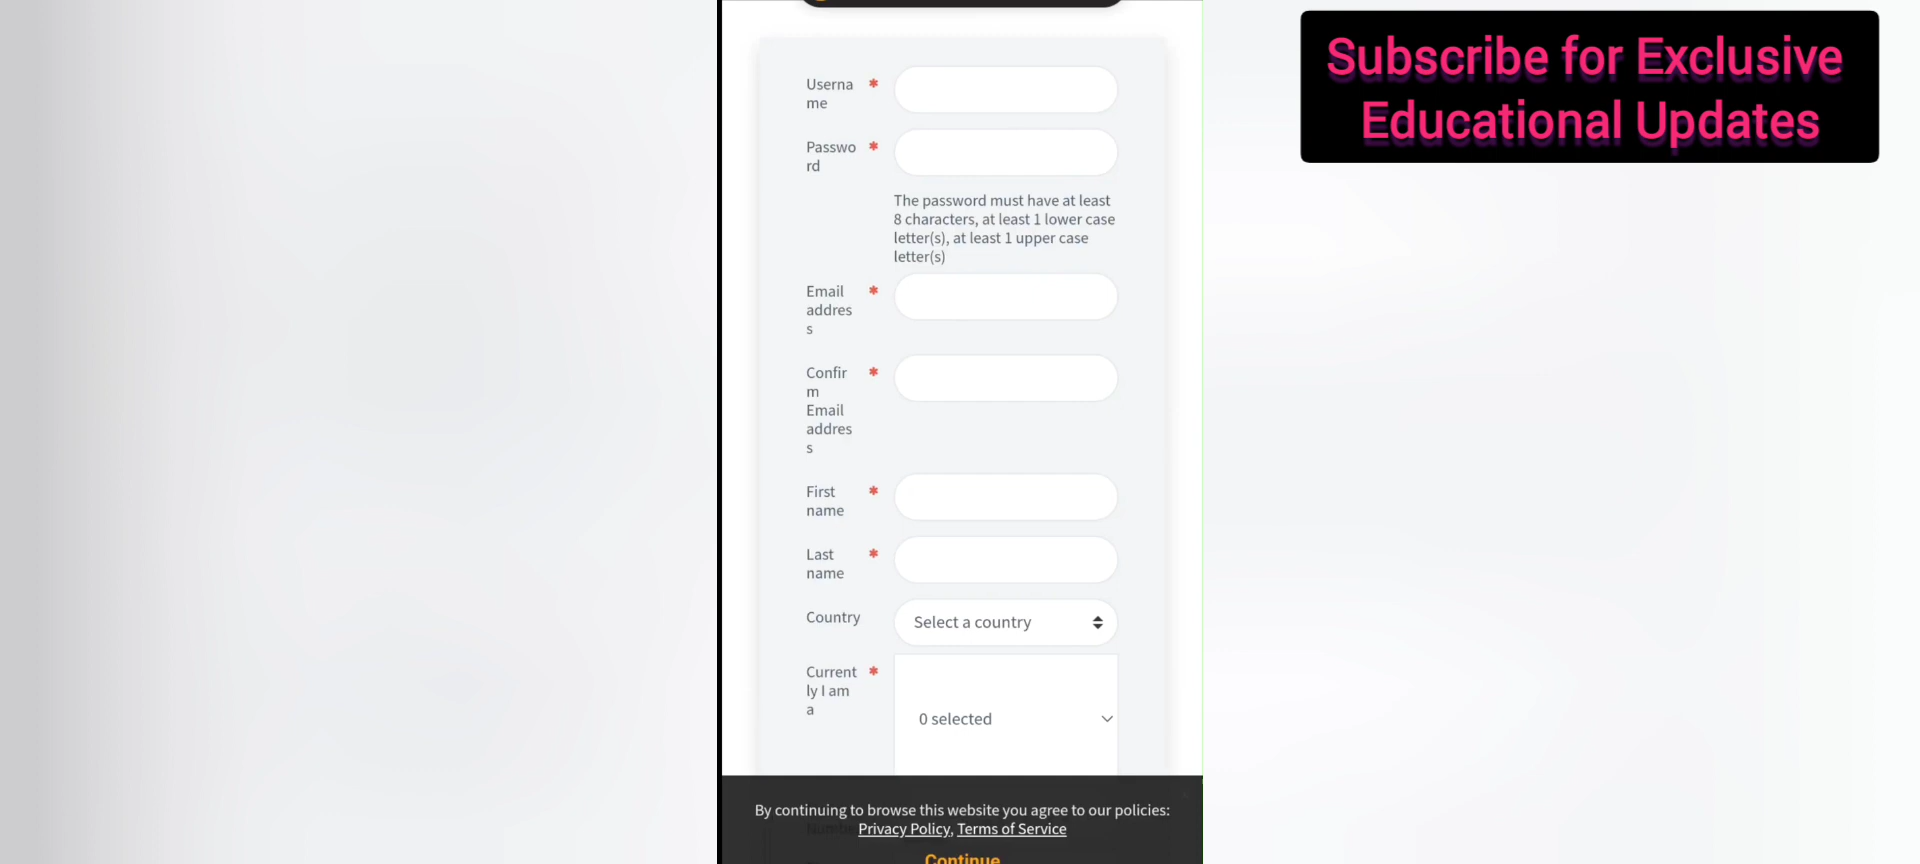 Subscribe for Exclusive
Educational Updates
Userna *
me
Passwo *
rd
The password must have at least
8 characters, at least 1 lower case
letter(s), at least 1 upper case
letter(s)
Email *
addres
s
Confir *
m
Email
addres
s
First *
name
Last *
name
Country Select a country
Current *
ly I am
a
0 selected
By continuing to browse this website you agree to our policies:
Privacy Policy, Terms of Service
Continue